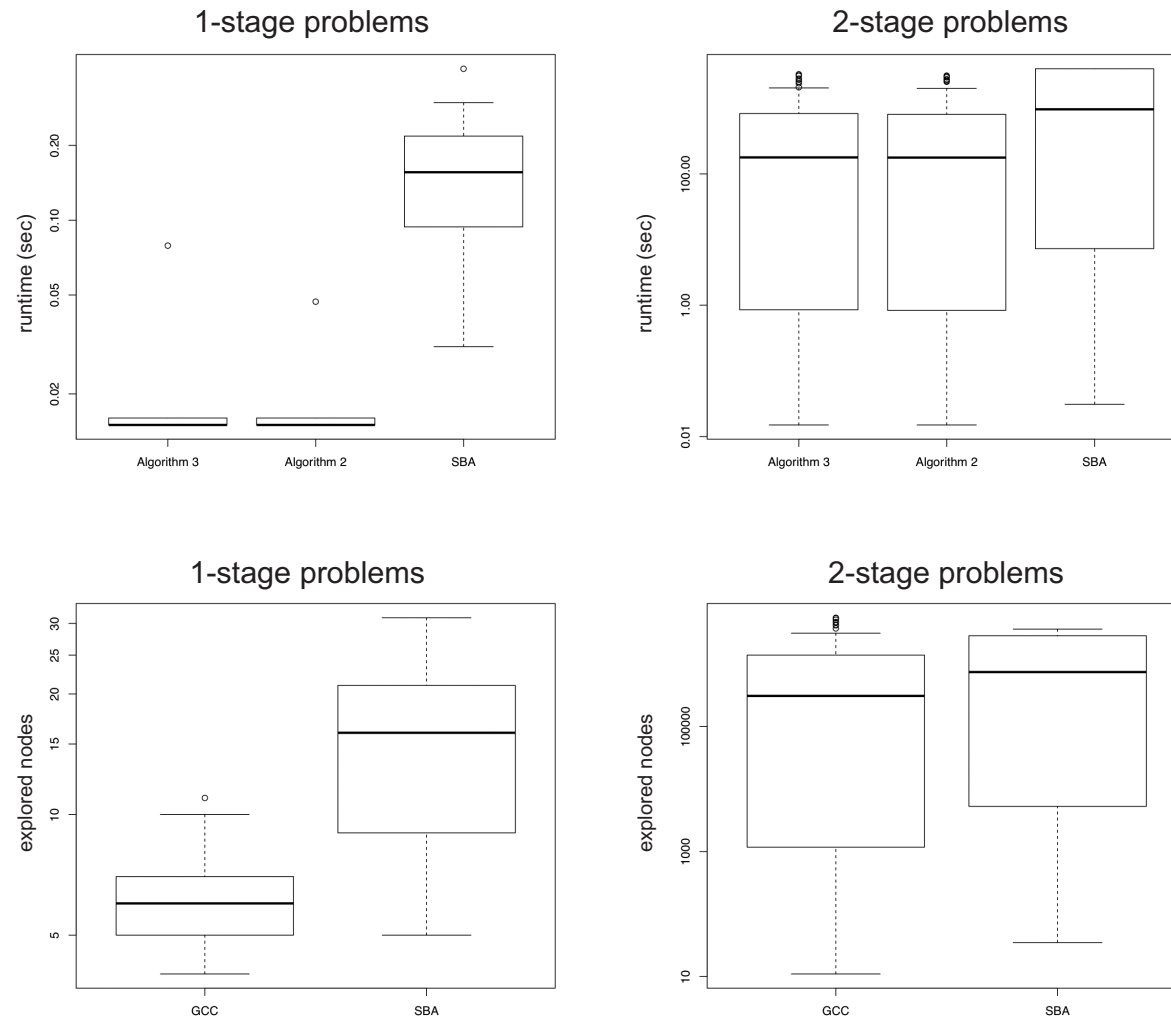 1-stage problems
runtime (sec)
0.20
0.10
0.05
0.02
Algorithm 3
Algorithm 2
SBA
2-stage problems
runtime (sec)
100.00
1.00
0.01
Algorithm 3
Algorithm 2
SBA
1-stage problems
explored nodes
30
25
20
15
10
5
GCC
SBA
2-stage problems
explored nodes
100000
1000
10
GCC
SBA